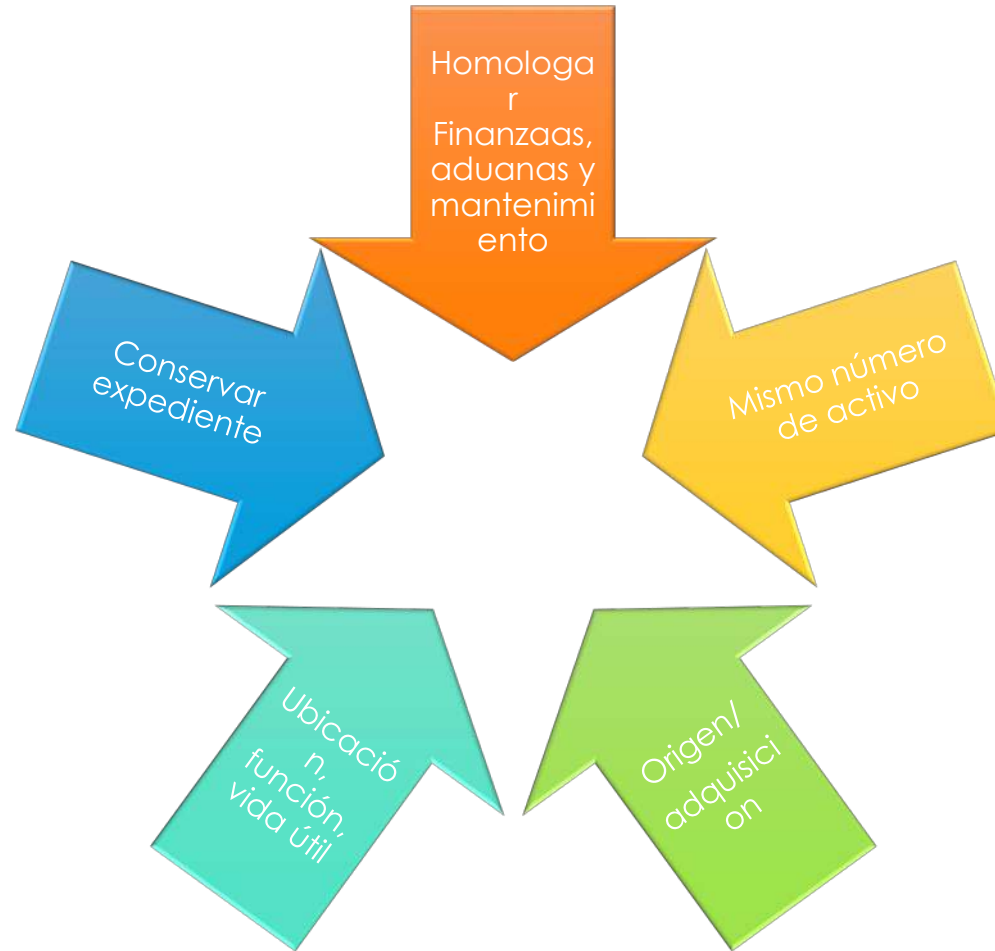 Homologa
r
Finanzaas,
aduanas y
mantenimi
ento
Mismo número
de activo
Origen/
adquisici
on
Ubicació
n,
función,
vida útil
Conservar
expediente